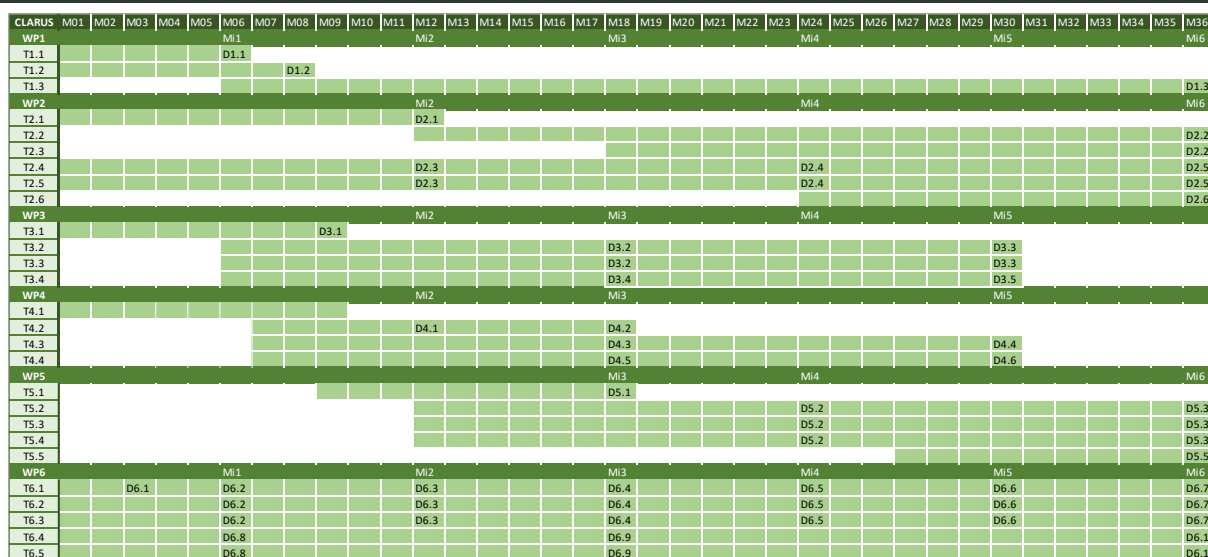 CLARUS M01 M02 M03 M04 M05 M06 M07 M08 M09 M10 M11 M12 M13 M14 M15 M16 M17 M18 M19 M20 M21 M22 M23 M24 M25 M26 M27 M28 M29 M30 M31 M32 M33 M34 M35 M36
WP1 Mi1 Mi2 Mi3 Mi4 Mi5 Mi6
T1.1 D1.1
T1.2 D1.2
T1.3 D1.3
WP2 Mi2 Mi4 Mi6
T2.1 D2.1
T2.2 D2.2
T2.3 D2.2
T2.4 D2.3 D2.4 D2.5
T2.5 D2.3 D2.4 D2.5
T2.6 D2.6
WP3 Mi2 Mi3 Mi4 Mi5
T3.1 D3.1
T3.2 D3.2 D3.3
T3.3 D3.2 D3.3
T3.4 D3.4 D3.5
WP4 Mi2 Mi3 Mi5
T4.1
T4.2 D4.1 D4.2
T4.3 D4.3 D4.4
T4.4 D4.5 D4.6
WP5 Mi3 Mi4 Mi6
T5.1 D5.1
T5.2 D5.2 D5.3
T5.3 D5.2 D5.3
T5.4 D5.2 D5.3
T5.5 D5.5
WP6 Mi1 Mi2 Mi3 Mi4 Mi5 Mi6
T6.1 D6.1 D6.2 D6.3 D6.4 D6.5 D6.6 D6.7
T6.2 D6.2 D6.3 D6.4 D6.5 D6.6 D6.7
T6.3 D6.2 D6.3 D6.4 D6.5 D6.6 D6.7
T6.4 D6.8 D6.9 D6.1
T6.5 D6.8 D6.9 D6.1